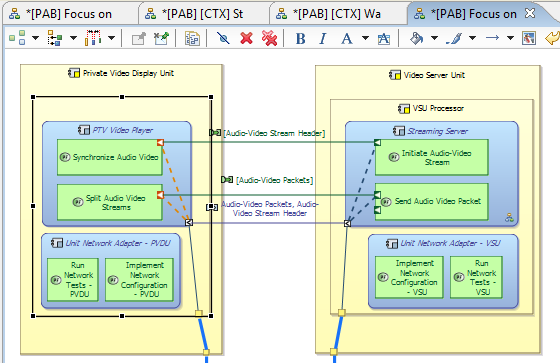 *[PAB] Focus on
*[PAB] [CTX] St
*[PAB] [CTX] Wa
*[PAB] Focus on
B I A
Private Video Display Unit
Video Server Unit
VSU Processor
PTV Video Player
[Audio-Video Stream Header]
Streaming Server
Synchronize Audio Video
Initiate Audio-Video
Stream
[Audio-Video Packets]
Split Audio Video
Streams
Audio-Video Packets, Audio-
Video Stream Header
Send Audio Video Packet
Unit Network Adapter - PVDU
Unit Network Adapter - VSU
Run
Network
Tests -
PVDU
Implement
Network
Configuration
- PVDU
Implement
Network
Configuration
- VSU
Run
Network
Tests -
VSU